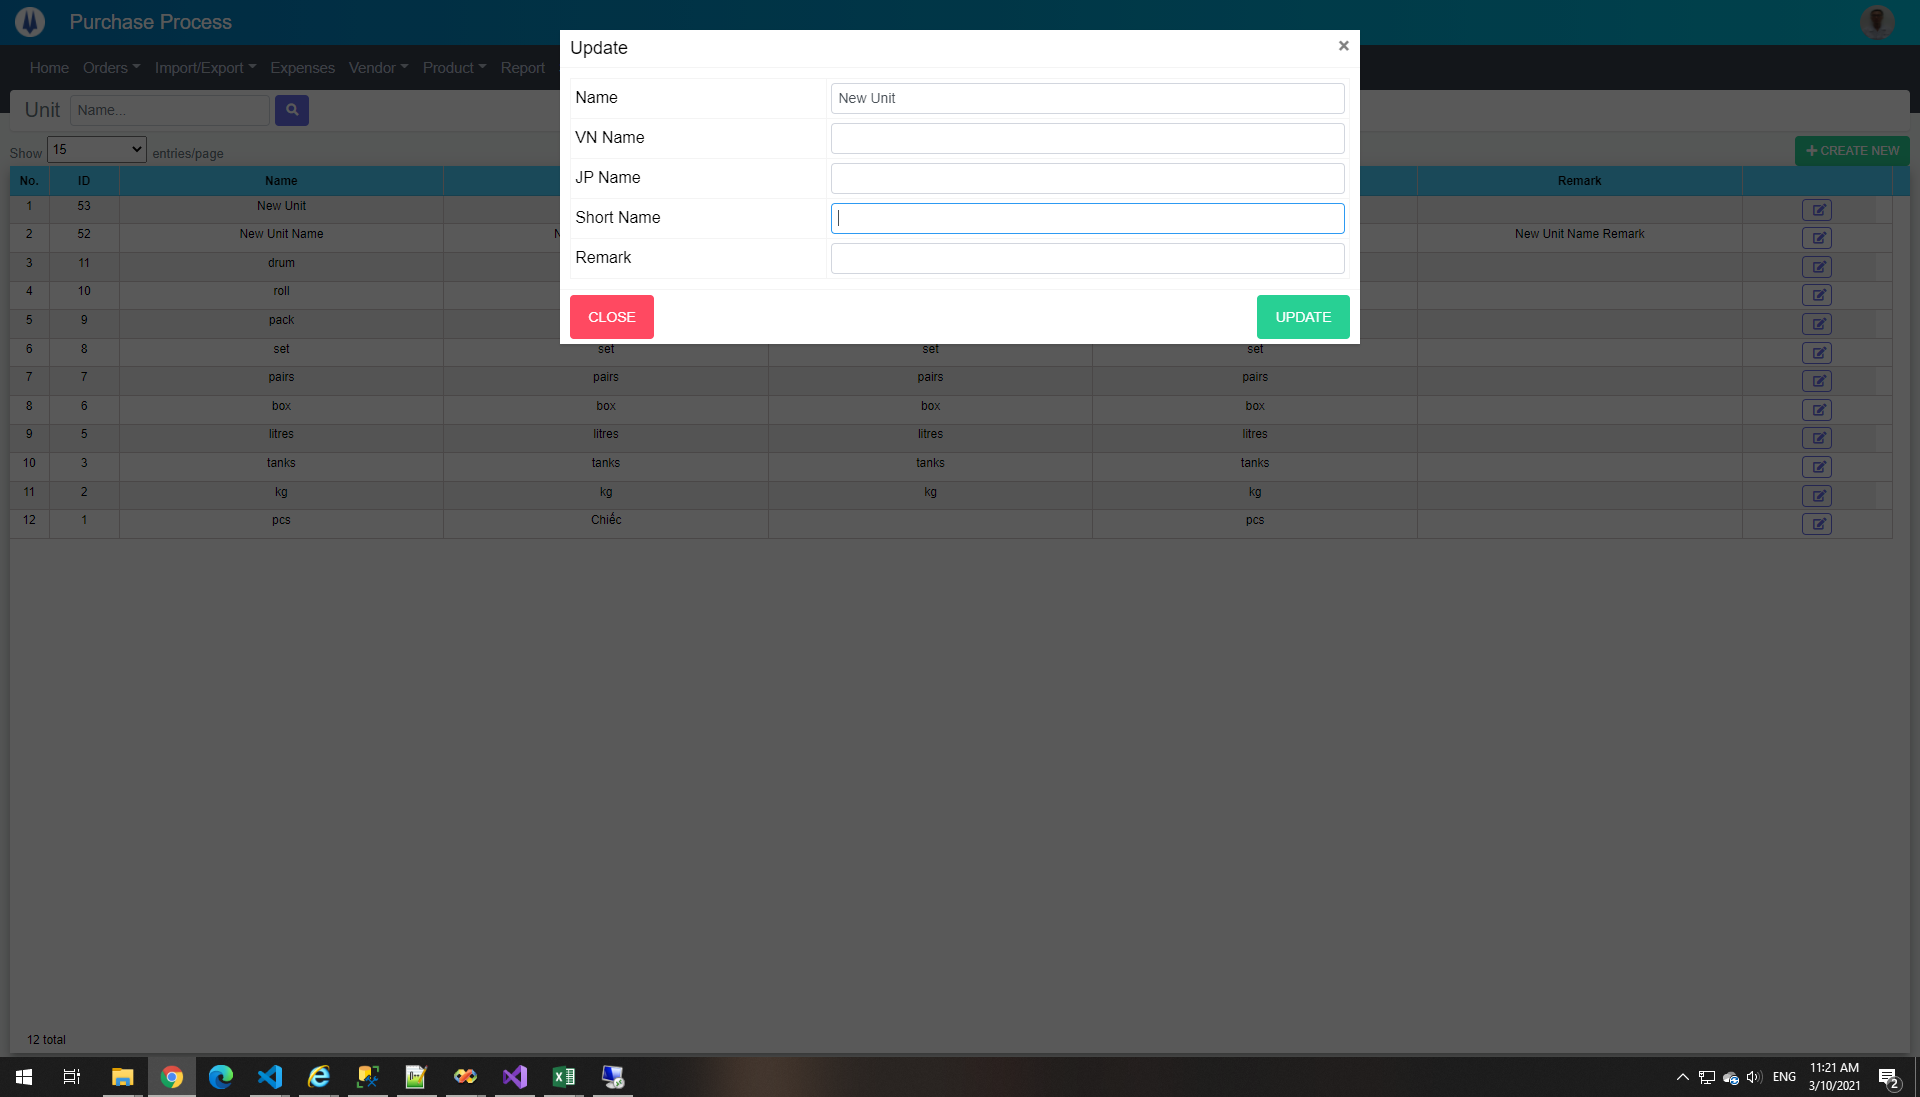 Purchase Process
Home Orders Import/Export Expenses Vendor Product Report
Unit Name...
Show 15 entries/page
CREATE NEW
Update ×
Name New Unit
VN Name
JP Name
Short Name
Remark
CLOSE UPDATE
No. ID Name Remark
1 53 New Unit
2 52 New Unit Name New Unit Name Remark
3 11 drum
4 10 roll
5 9 pack
6 8 set set set set
7 7 pairs pairs pairs pairs
8 6 box box box box
9 5 litres litres litres litres
10 3 tanks tanks tanks tanks
11 2 kg kg kg kg
12 1 pcs Chiếc pcs
12 total
ENG
11:21 AM
3/10/2021
2